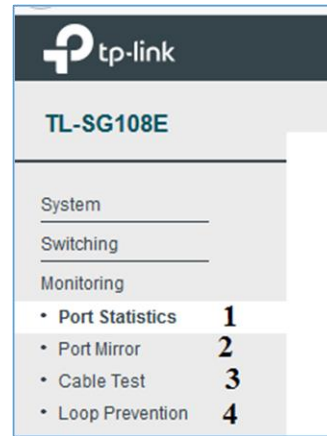 tp-link
TL-SG108E
System
Switching
Monitoring
• Port Statistics 1
• Port Mirror 2
• Cable Test 3
• Loop Prevention 4